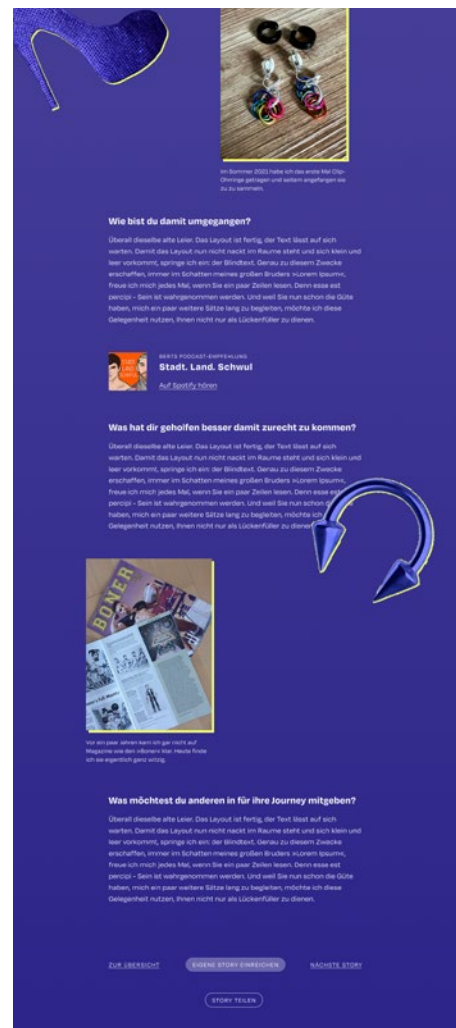 Im Sommer 2021 habe ich das erste Mal Clip-
Ohrringe getragen und seitem angefangen sie
zu zu sammeln.
Wie bist du damit umgegangen?
Überall dieselbe alte Leier. Das Layout ist fertig, der Text lässt auf sich
warten. Damit das Layout nun nicht nackt im Raume steht und sich klein und
leer vorkommt, springe ich ein: der Blindtext. Genau zu diesem Zwecke
erschaffen, immer im Schatten meines großen Bruders »Lorem Ipsum«,
freue ich mich jedes Mal, wenn Sie ein paar Zeilen lesen. Denn esse est
percipi - Sein ist wahrgenommen werden. Und weil Sie nun schon die Güte
haben, mich ein paar weitere Sätze lang zu begleiten, möchte ich diese
Gelegenheit nutzen, Ihnen nicht nur als Lückenfüller zu dienen.
STADT
LAND
BERTS PODCAST-EMPFEHLUNG
Stadt. Land. Schwul
Auf Spotify hören
Was hat dir geholfen besser damit zurecht zu kommen?
Überall dieselbe alte Leier. Das Layout ist fertig, der Text lässt auf sich
warten. Damit das Layout nun nicht nackt im Raume steht und sich klein und
leer vorkommt, springe ich ein: der Blindtext. Genau zu diesem Zwecke
erschaffen, immer im Schatten meines großen Bruders »Lorem Ipsum«,
freue ich mich jedes Mal, wenn Sie ein paar Zeilen lesen. Denn esse est
percipi - Sein ist wahrgenommen werden. Und weil Sie nun schon die Güte
haben, mich ein paar weitere Sätze lang zu begleiten, möchte ich
Gelegenheit nutzen, Ihnen nicht nur als Lückenfüller zu dienen
BONER
Vor ein paar Jahren kam ich gar nicht auf
Magazine wie den »Boner« klar. Heute finde
ich sie eigentlich ganz witzig.
Was möchtest du anderen in für ihre Journey mitgeben?
Überall dieselbe alte Leier. Das Layout ist fertig, der Text lässt auf sich
warten. Damit das Layout nun nicht nackt im Raume steht und sich klein und
leer vorkommt, springe ich ein: der Blindtext. Genau zu diesem Zwecke
erschaffen, immer im Schatten meines großen Bruders »Lorem Ipsum«,
freue ich mich jedes Mal, wenn Sie ein paar Zeilen lesen. Denn esse est
percipi - Sein ist wahrgenommen werden. Und weil Sie nun schon die Güte
haben, mich ein paar weitere Sätze lang zu begleiten, möchte ich diese
Gelegenheit nutzen, Ihnen nicht nur als Lückenfüller zu dienen.
ZUR ÜBERSICHT
EIGENE STORY EINREICHEN
NÄCHSTE STORY
STORY TEILEN